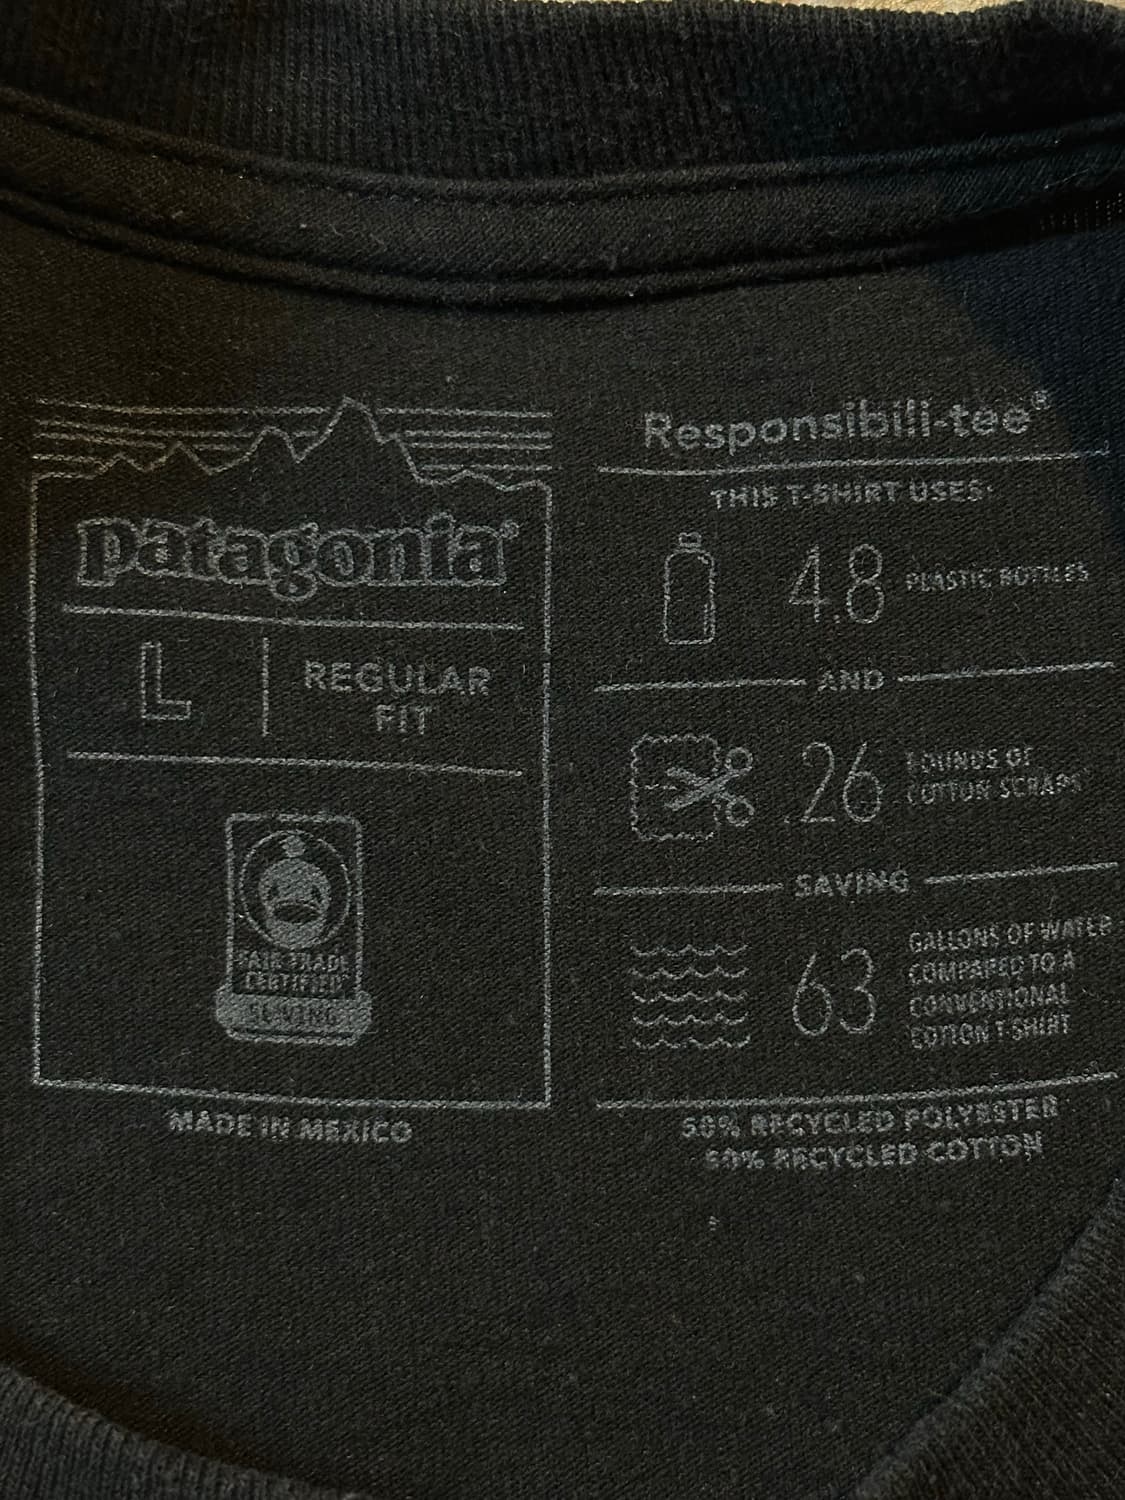 patagonia®
L
REGULAR
FIT
FAIR TRADE
CERTIFIED
SEWING
MADE IN MEXICO
Responsibili-tee®
THIS T-SHIRT USES:
4.8 PLASTIC BOTTLES
AND
.26 POUNDS OF
COTTON SCRAPS
SAVING
63 GALLONS OF WATER
COMPARED TO A
CONVENTIONAL
COTTON T-SHIRT
50% RECYCLED POLYESTER
50% RECYCLED COTTON